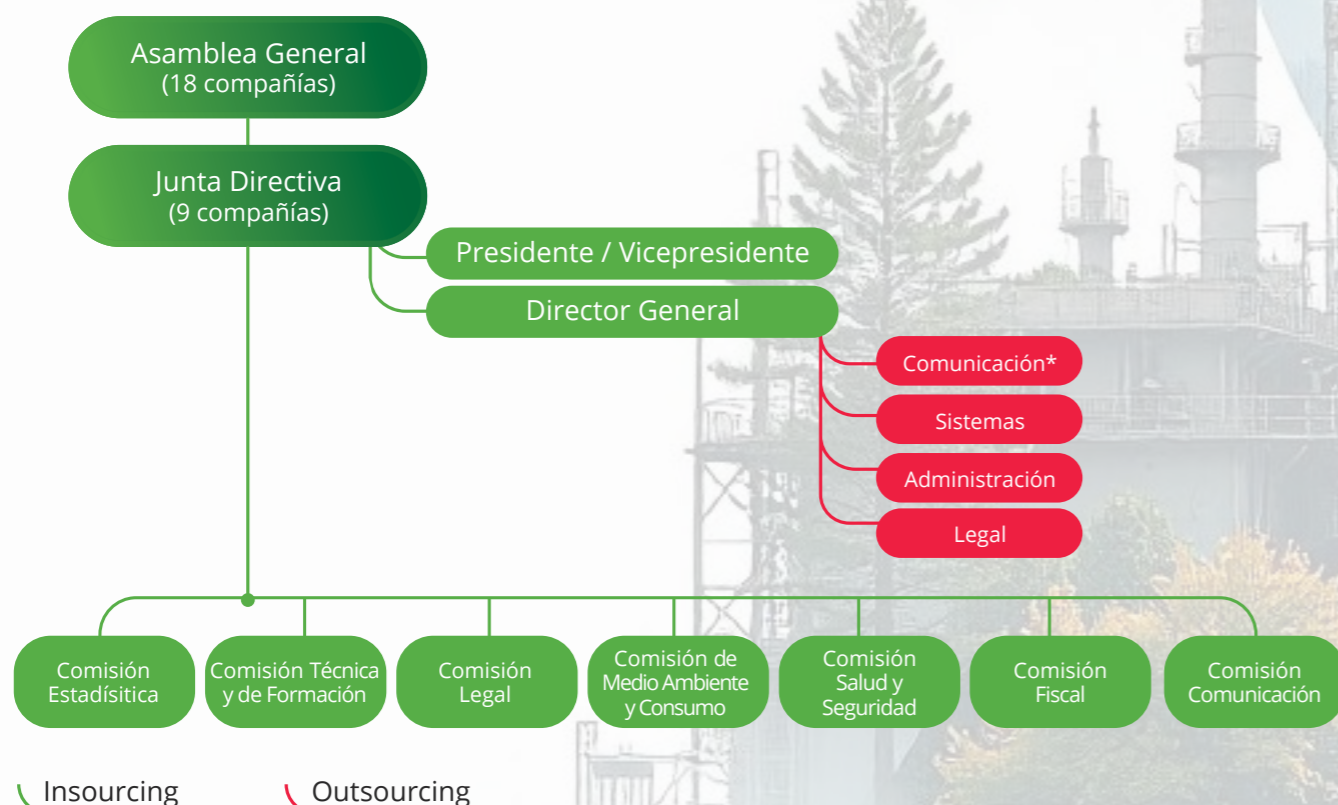 Asamblea General
(18 compañías)
Junta Directiva
(9 compañías)
Presidente / Vicepresidente
Director General
Comunicación*
Sistemas
Administración
Legal
Comisión
Estadísitica
Comisión Técnica
y de Formación
Comisión
Legal
Comisión de
Medio Ambiente
y Consumo
Comisión
Salud y
Seguridad
Comisión
Fiscal
Comisión
Comunicación
Insourcing
Outsourcing